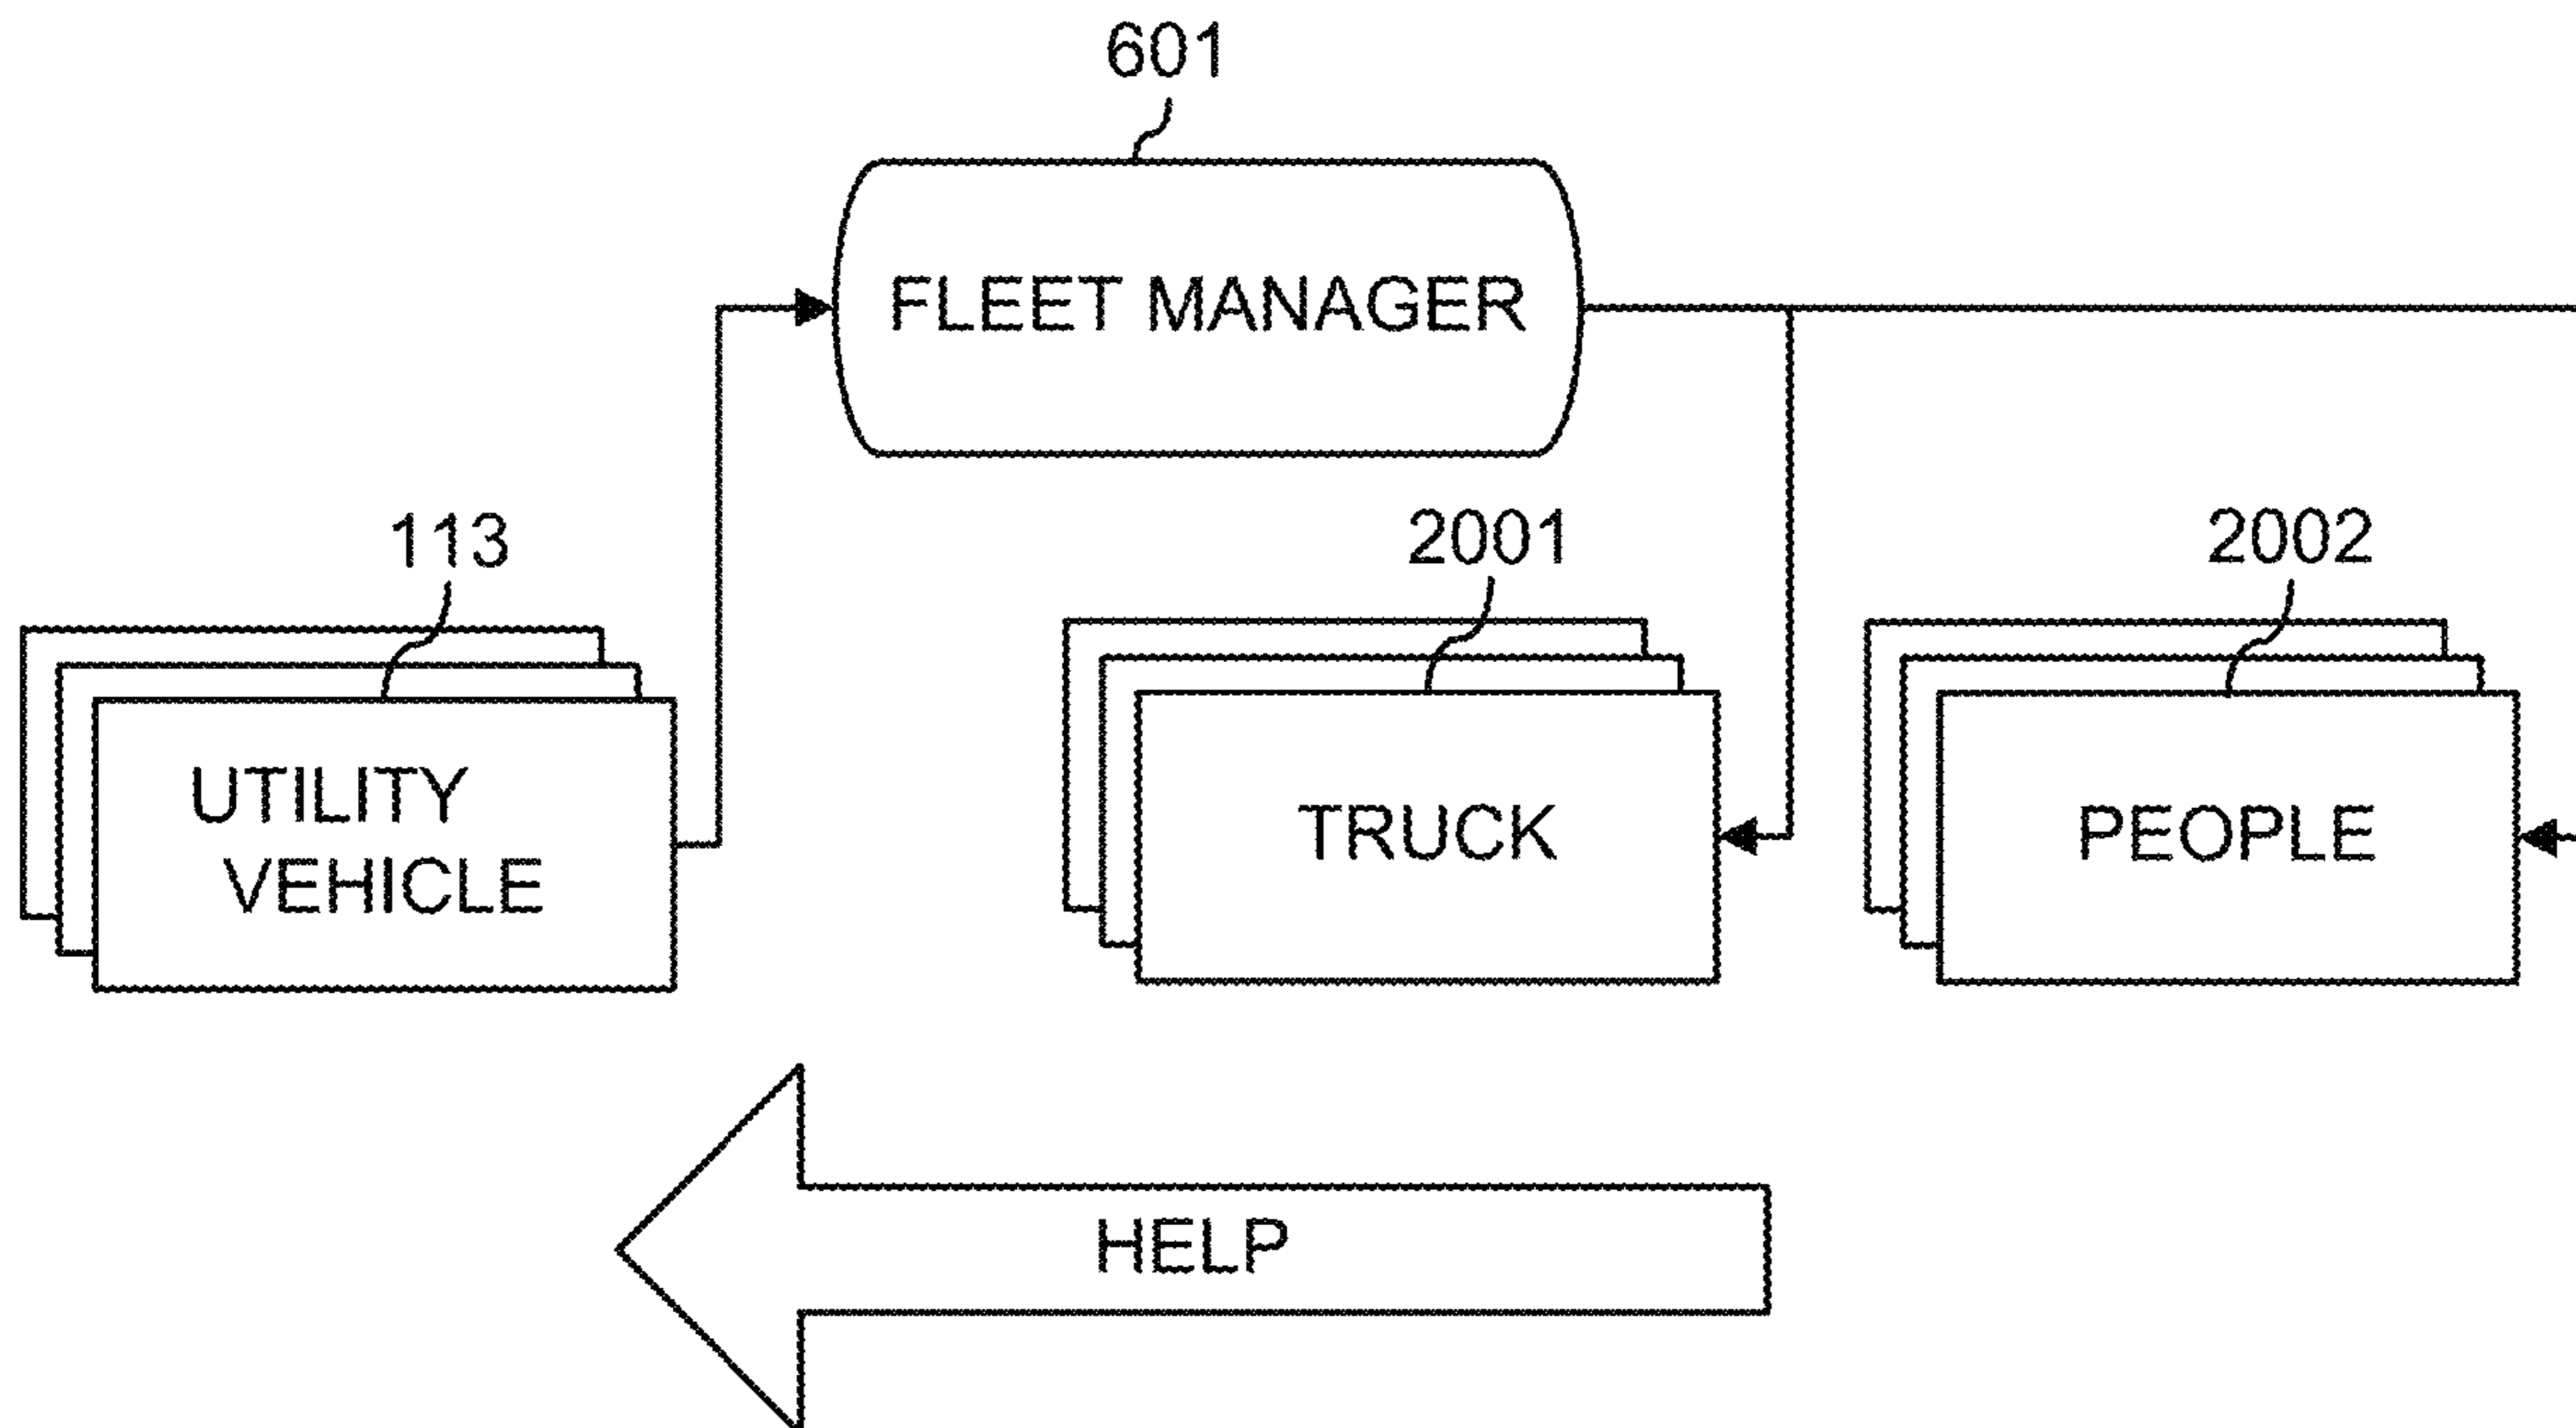 601
FLEET MANAGER
113
2001
2002
UTILITY
VEHICLE
TRUCK
PEOPLE
HELP